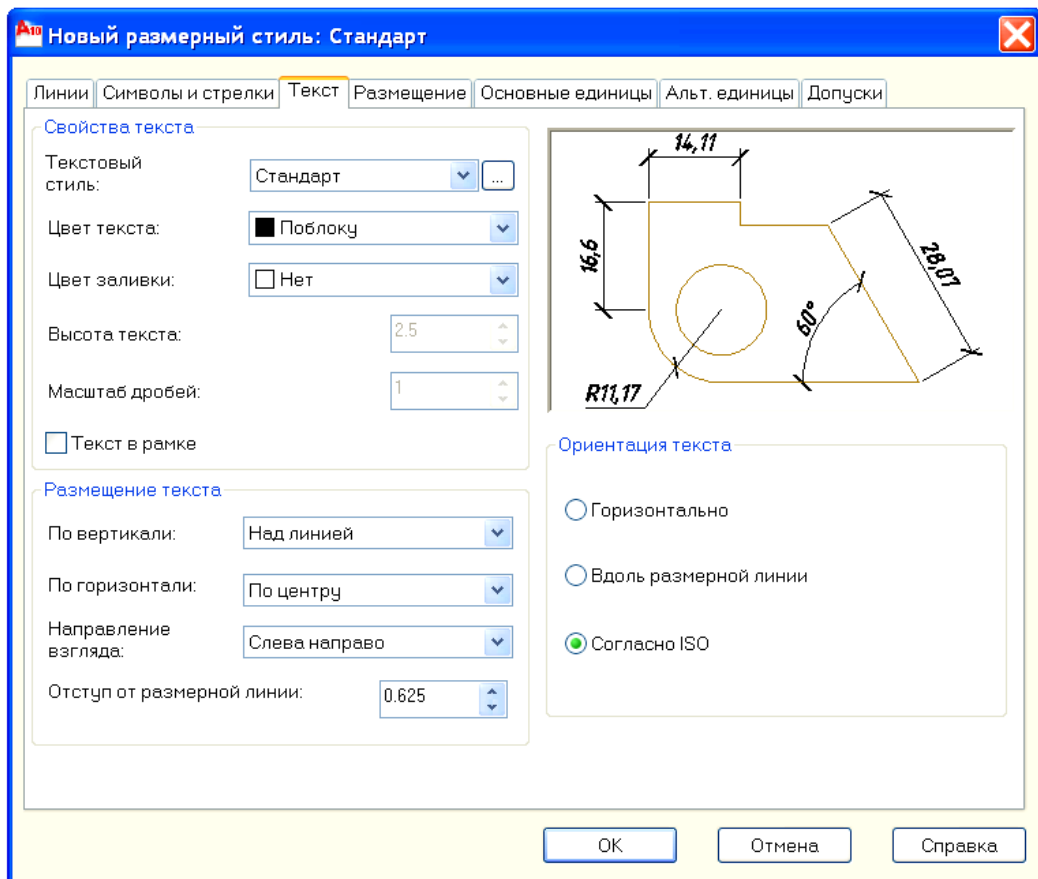 A10 Новый размерный стиль: Стандарт
Линии Символы и стрелки Текст Размещение Основные единицы Альт. единицы Допуски
Свойства текста
Текстовый
стиль:
Стандарт
...
Цвет текста:
Поблоку
Цвет заливки:
Нет
Высота текста:
2.5
Масштаб дробей:
1
Текст в рамке
Размещение текста
По вертикали:
Над линией
По горизонтали:
По центру
Направление
взгляда:
Слева направо
Отступ от размерной линии:
0.625
14,11
16,6
28,07
60°
R11,17
Ориентация текста
Горизонтально
Вдоль размерной линии
Согласно ISO
OK
Отмена
Справка